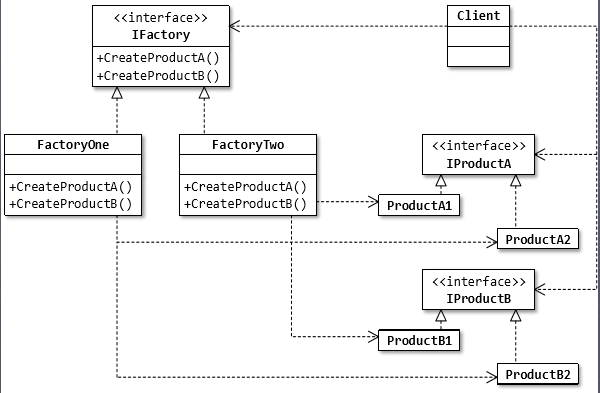 <<interface>>
IFactory
+CreateProductA()
+CreateProductB()
Client
FactoryOne
+CreateProductA()
+CreateProductB()
FactoryTwo
+CreateProductA()
+CreateProductB()
<<interface>>
IProductA
ProductA1
ProductA2
<<interface>>
IProductB
ProductB1
ProductB2